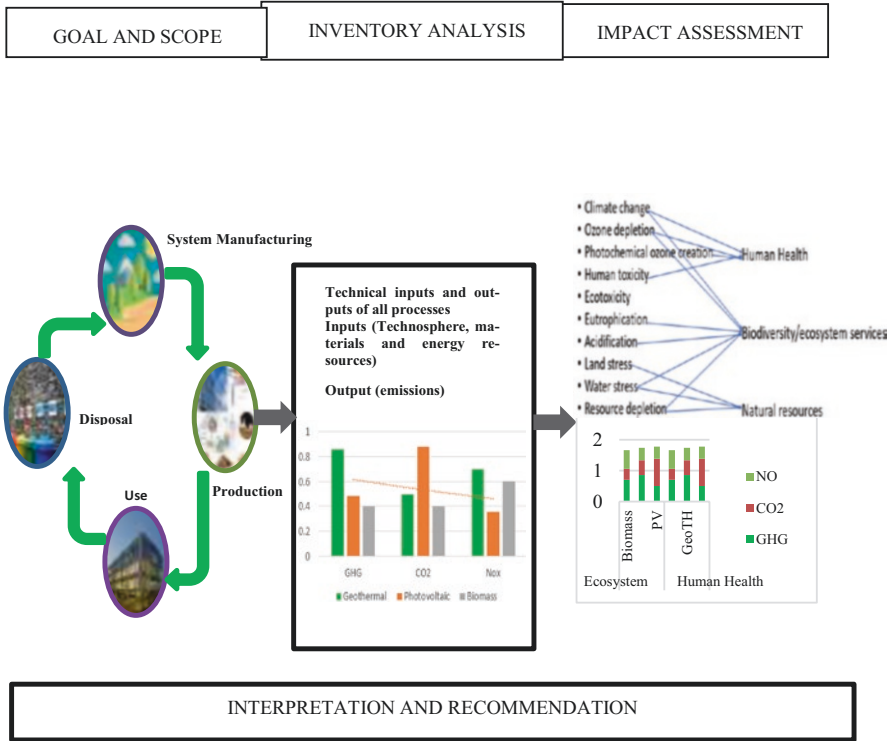 GOAL AND SCOPE
INVENTORY ANALYSIS
IMPACT ASSESSMENT
System Manufacturing
Disposal
Use
Production
Technical inputs and out-
puts of all processes
Inputs (Technosphere, ma-
terials and energy re-
sources)
Output (emissions)
1
0.8
0.6
0.4
0.2
0
GHG
CO2
Nox
Geothermal
Photovoltaic
Biomass
• Climate change
• Ozone depletion
• Photochemical ozone creation
• Human toxicity
• Ecotoxicity
• Eutrophication
• Acidification
• Land stress
• Water stress
• Resource depletion
Human Health
Biodiversity/ecosystem services
Natural resources
2
1
0
Biomass
PV
GeoTH
Ecosystem
Human Health
NO
CO2
GHG
INTERPRETATION AND RECOMMENDATION